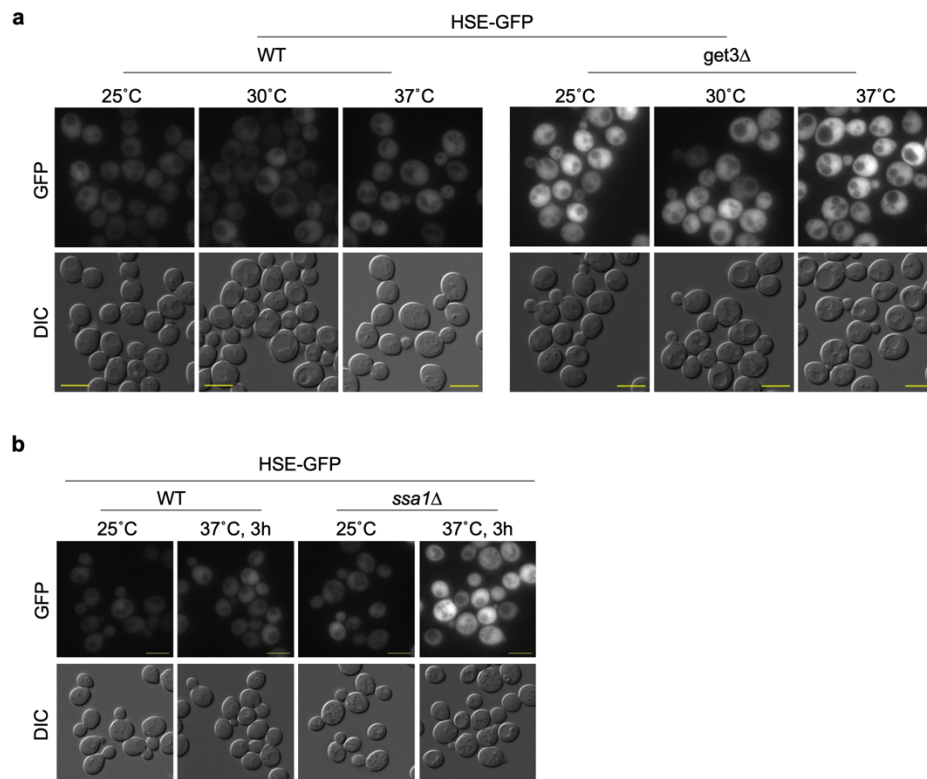 a
HSE-GFP
WT get3Δ
25˚C 30˚C 37˚C 25˚C 30˚C 37˚C
GFP
DIC
b
HSE-GFP
WT ssa1Δ
25˚C 37˚C, 3h 25˚C 37˚C, 3h
GFP
DIC